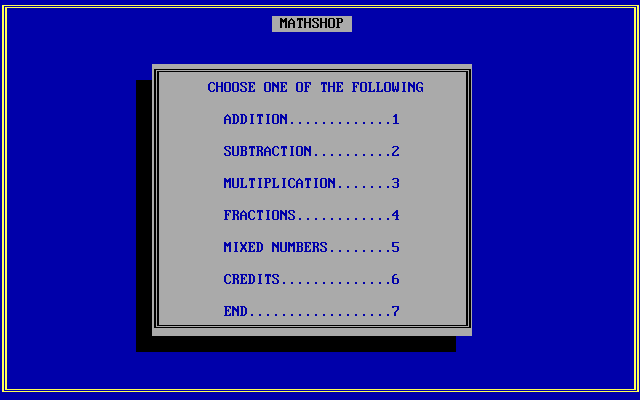 MATHSHOP
CHOOSE ONE OF THE FOLLOWING
ADDITION.............1
SUBTRACTION..........2
MULTIPLICATION.......3
FRACTIONS............4
MIXED NUMBERS........5
CREDITS..............6
END..................7